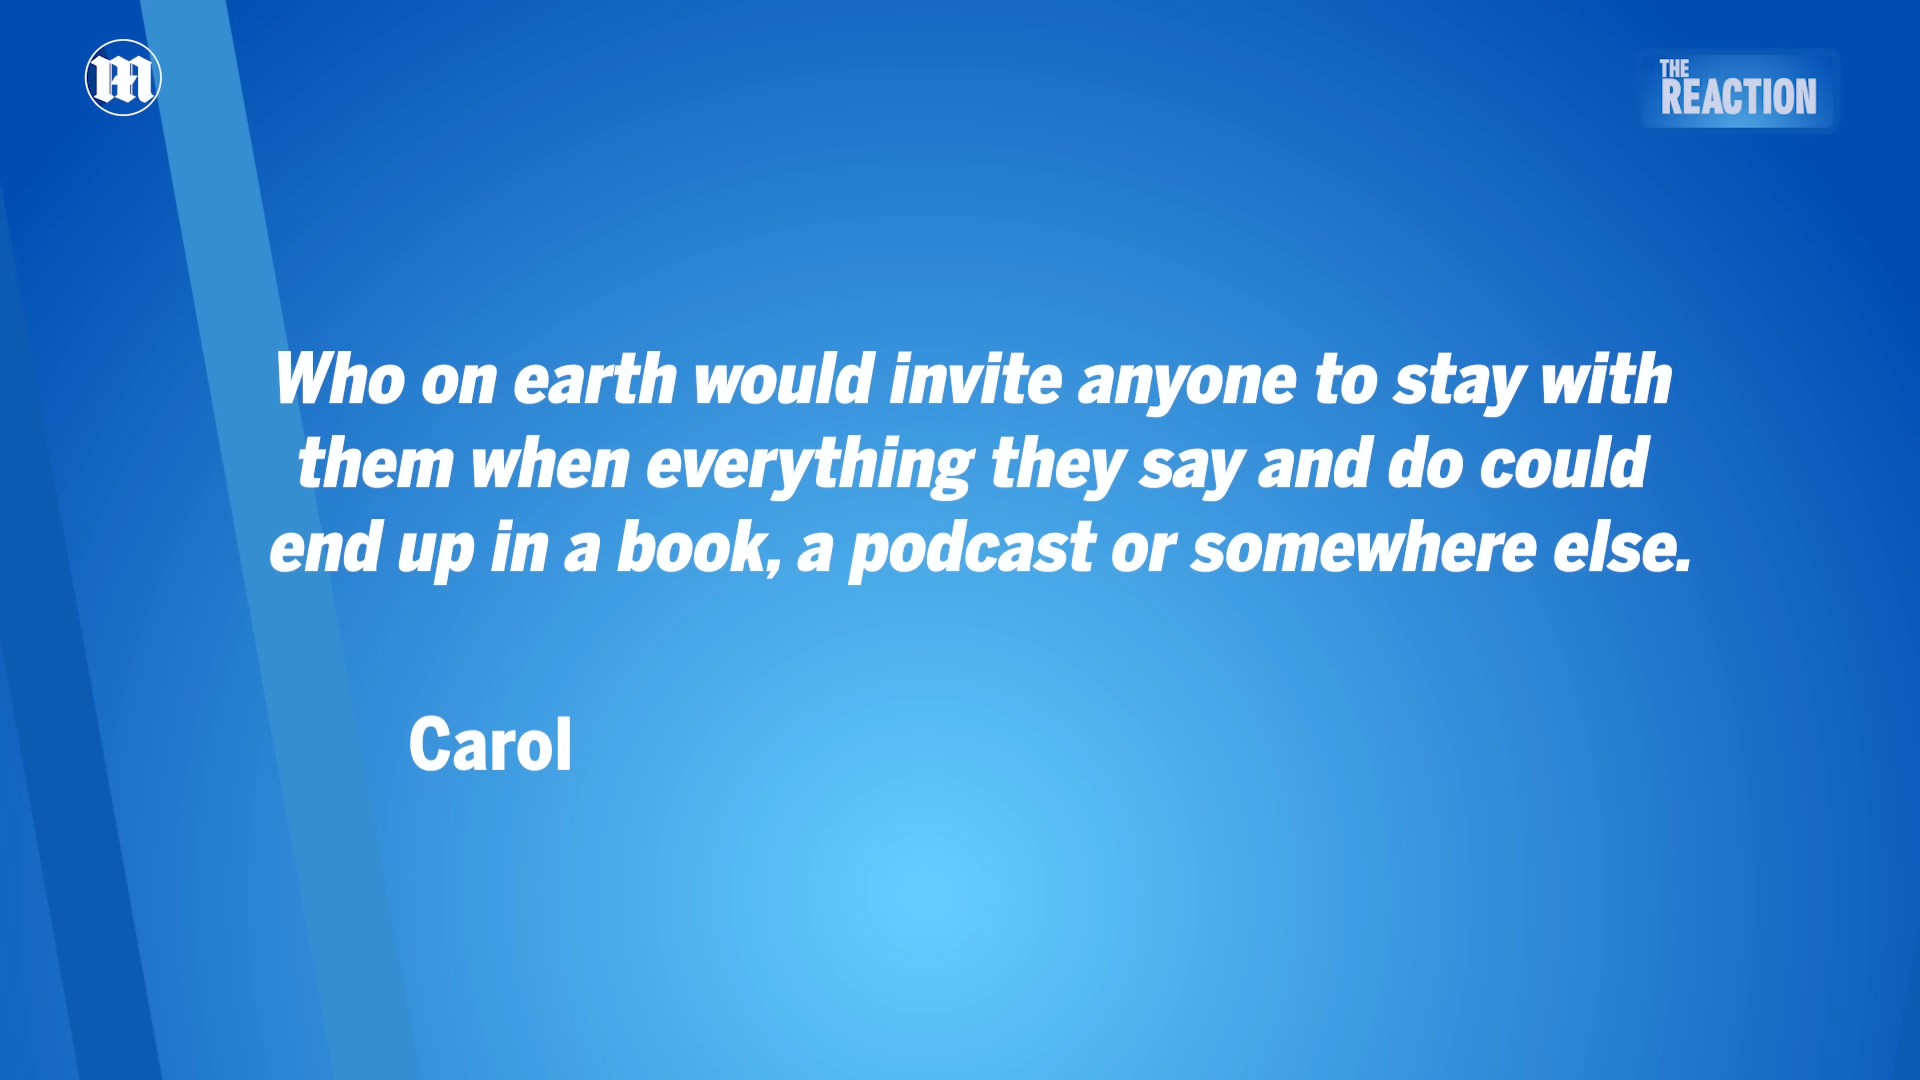 THE
REACTION
Who on earth would invite anyone to stay with
them when everything they say and do could
end up in a book, a podcast or somewhere else.
Carol